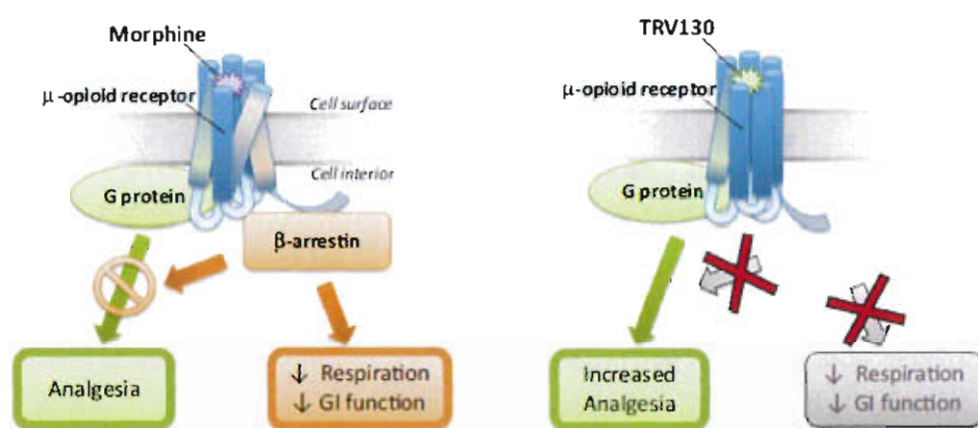 Morphine
μ-opioid receptor
Cell surface
Cell interior
G protein
β-arrestin
Analgesia
↓ Respiration
↓ GI function
TRV130
μ-opioid receptor
G protein
Increased
Analgesia
↓ Respiration
↓ GI function